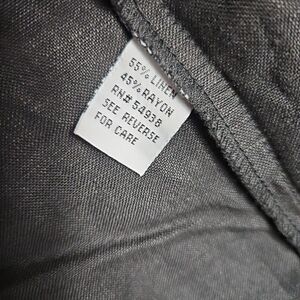 55% LINEN
45% RAYON
RN# 54938
SEE REVERSE
FOR CARE